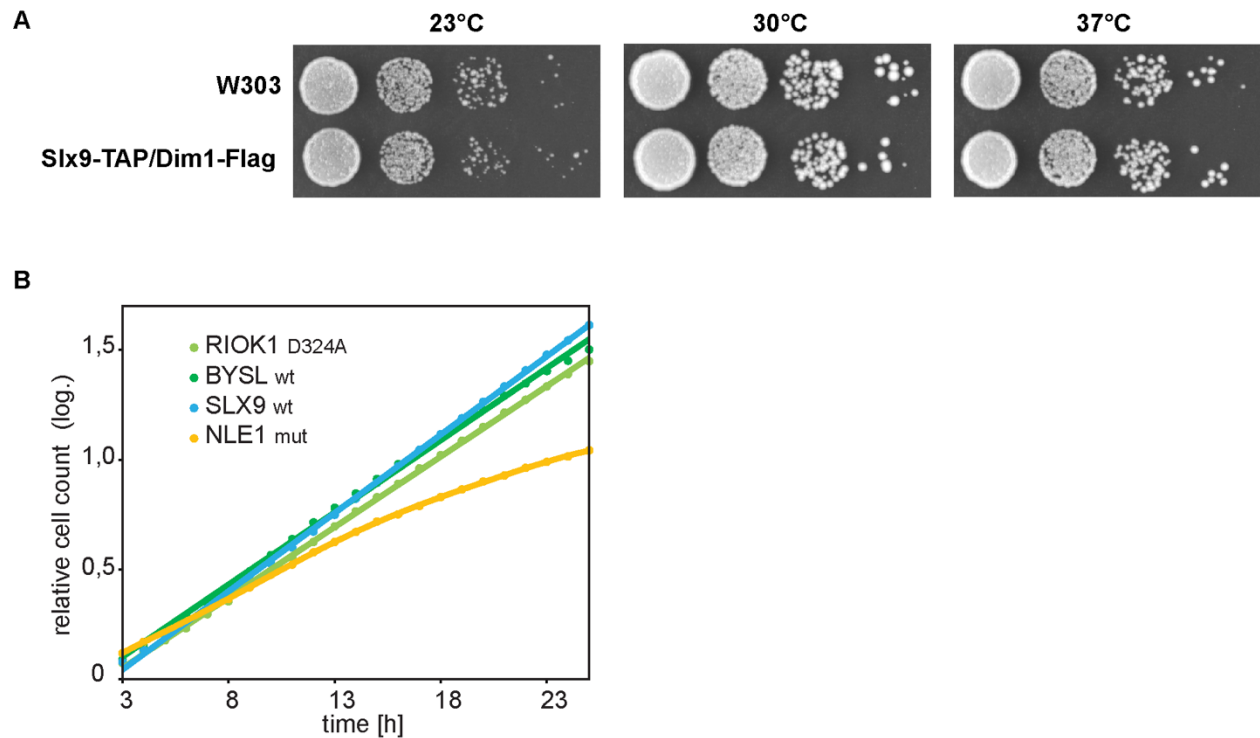 A
23°C 30°C 37°C
W303
Slx9-TAP/Dim1-Flag
B
RIOK1 D324A
BYSL wt
SLX9 wt
NLE1 mut
1,5
1,0
0,5
0
relative cell count (log.)
3 8 13 18 23
time [h]